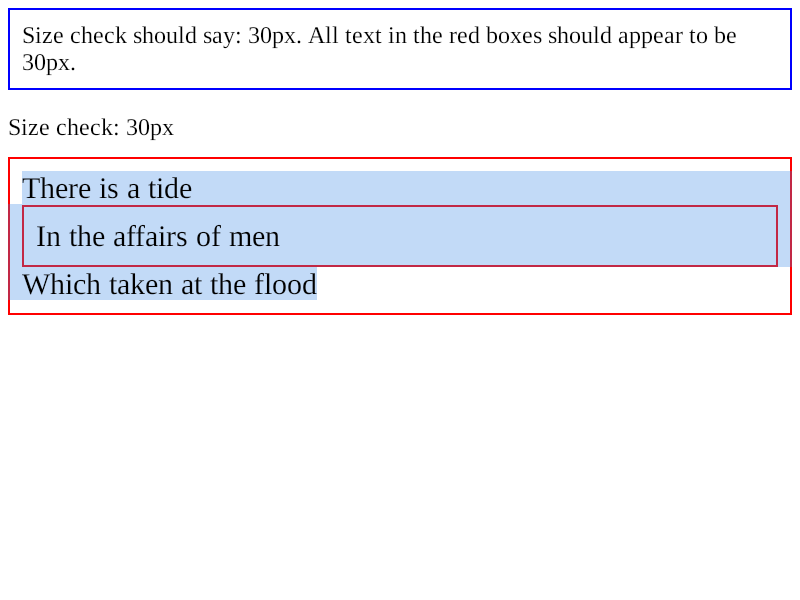 Size check should say: 30px. All text in the red boxes should appear to be
30px.
Size check: 30px
There is a tide
In the affairs of men
Which taken at the flood